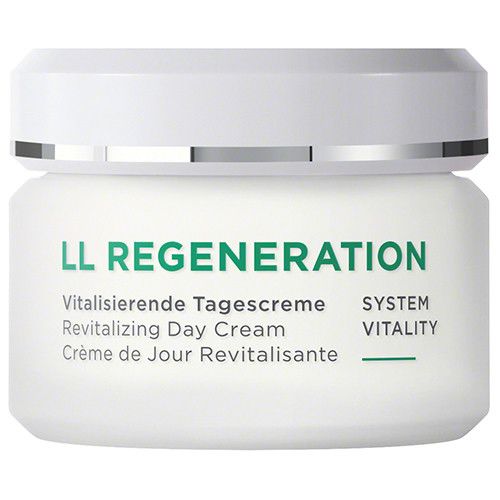 LL REGENERATION
Vitalisierende Tagescreme
Revitalizing Day Cream
Crème de Jour Revitalisante
SYSTEM
VITALITY